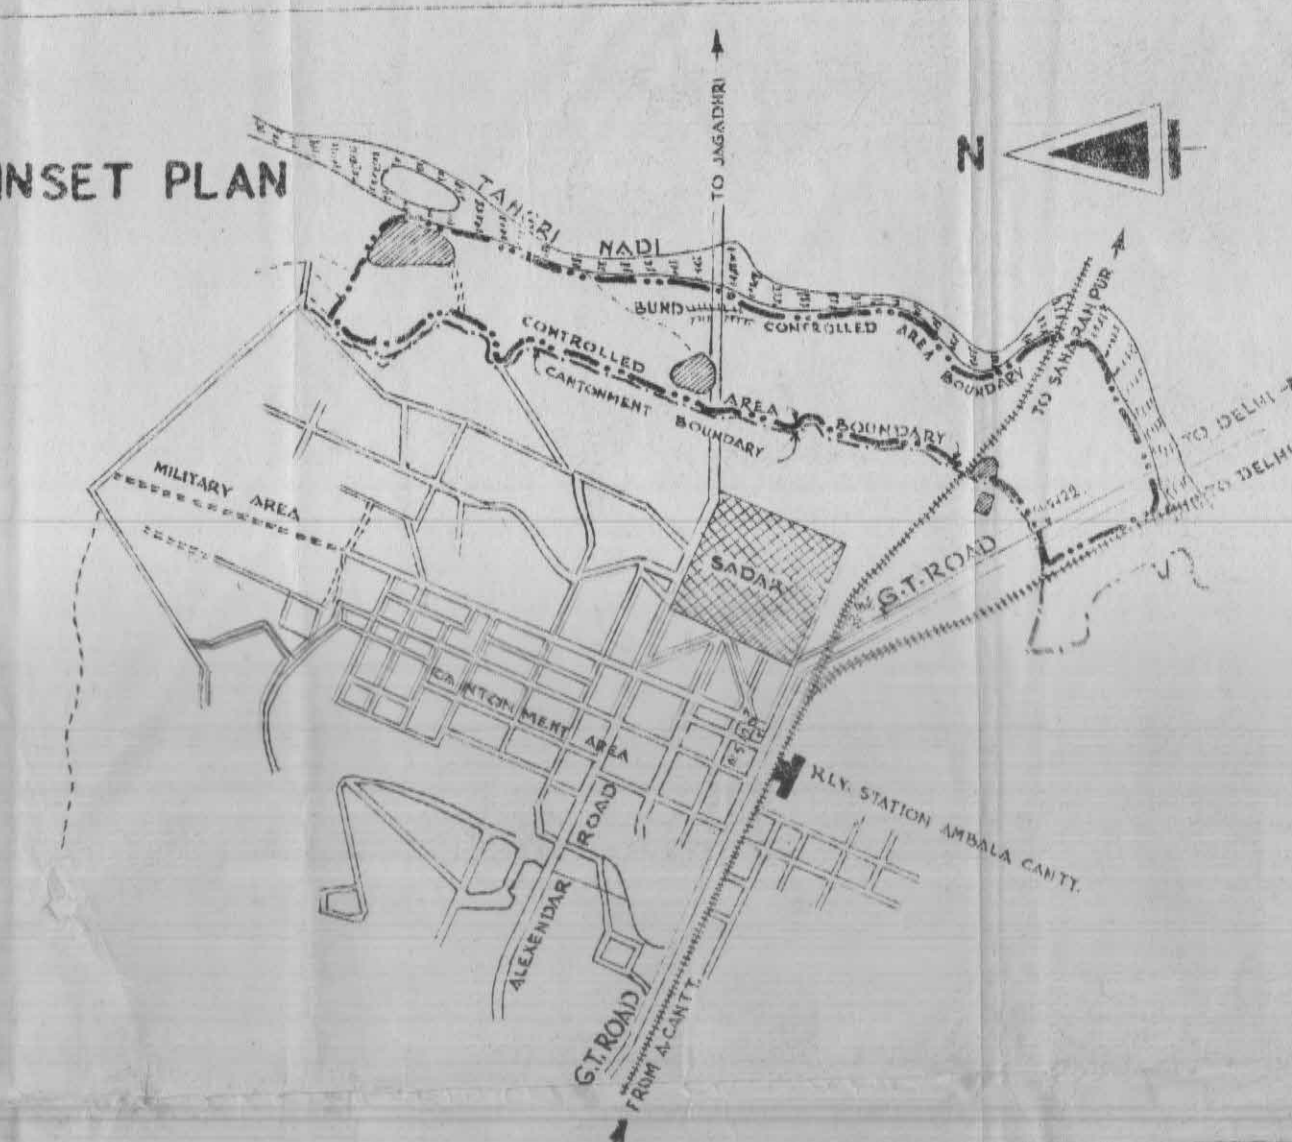 INSET PLAN
TO JAGADHRI
N
TANGRI NADI
BUND
CONTROLLED AREA BOUNDARY
CONTROLLED AREA BOUNDARY
CANTONMENT BOUNDARY
TO SAHARANPUR
TO DELHI
TO DELHI
MILITARY AREA
SADAR
G.T. ROAD
CANTONMENT AREA
RLY. STATION AMBALA CANTT.
ALEXENDAR ROAD
G.T. ROAD
FROM A-CANTT.